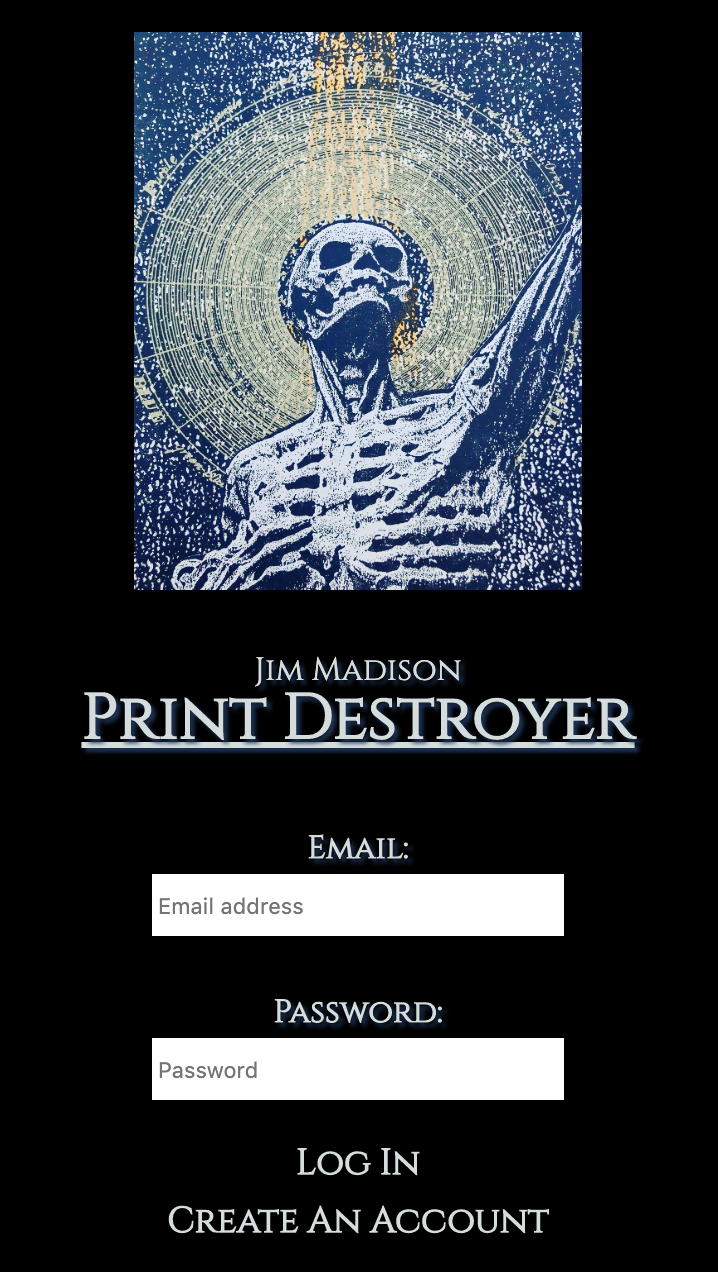 Jim Madison
Print Destroyer
Email:
Email address
Password:
Password
Log In
Create An Account